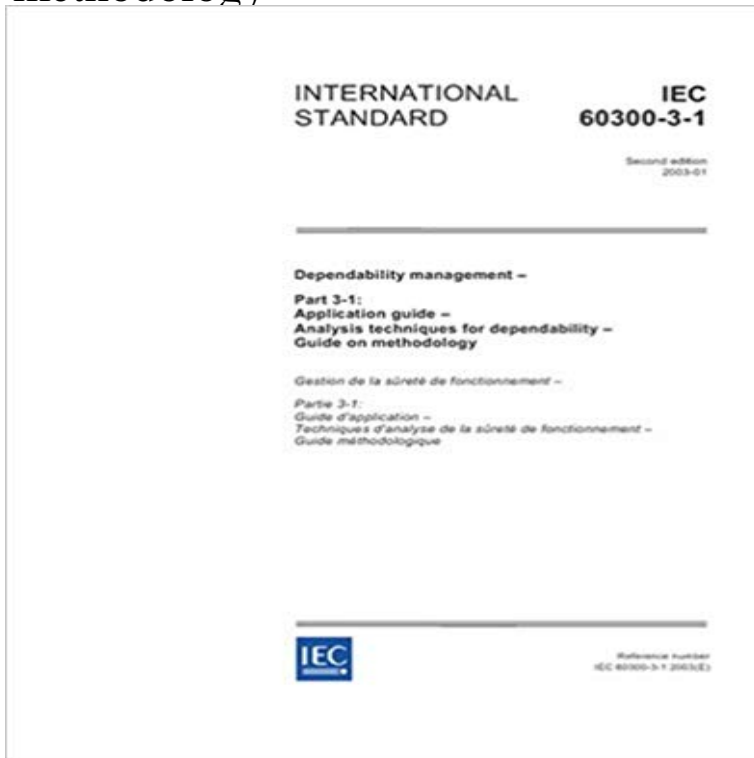 methodology
INTERNATIONAL
STANDARD
IEC
60300-3-1
Second edition
2003-01
Dependability management –
Part 3-1:
Application guide –
Analysis techniques for dependability –
Guide on methodology
Gestion de la sûreté de fonctionnement –
Partie 3-1:
Guide d'application –
Techniques d'analyse de la sûreté de fonctionnement –
Guide méthodologique
IEC
Reference number
IEC 60300-3-1:2003(E)